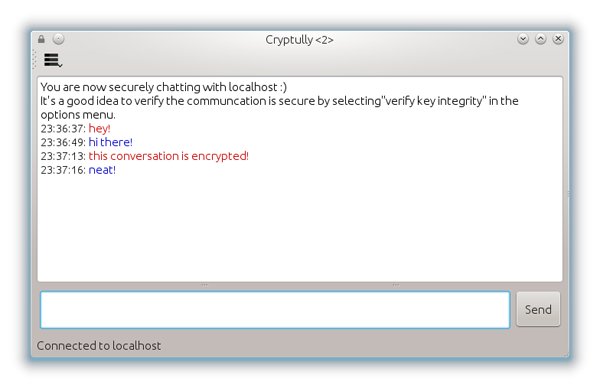 Cryptully <2>
You are now securely chatting with localhost :)
It's a good idea to verify the communcation is secure by selecting"verify key integrity" in the
options menu.
23:36:37: hey!
23:36:49: hi there!
23:37:13: this conversation is encrypted!
23:37:16: neat!
Send
Connected to localhost